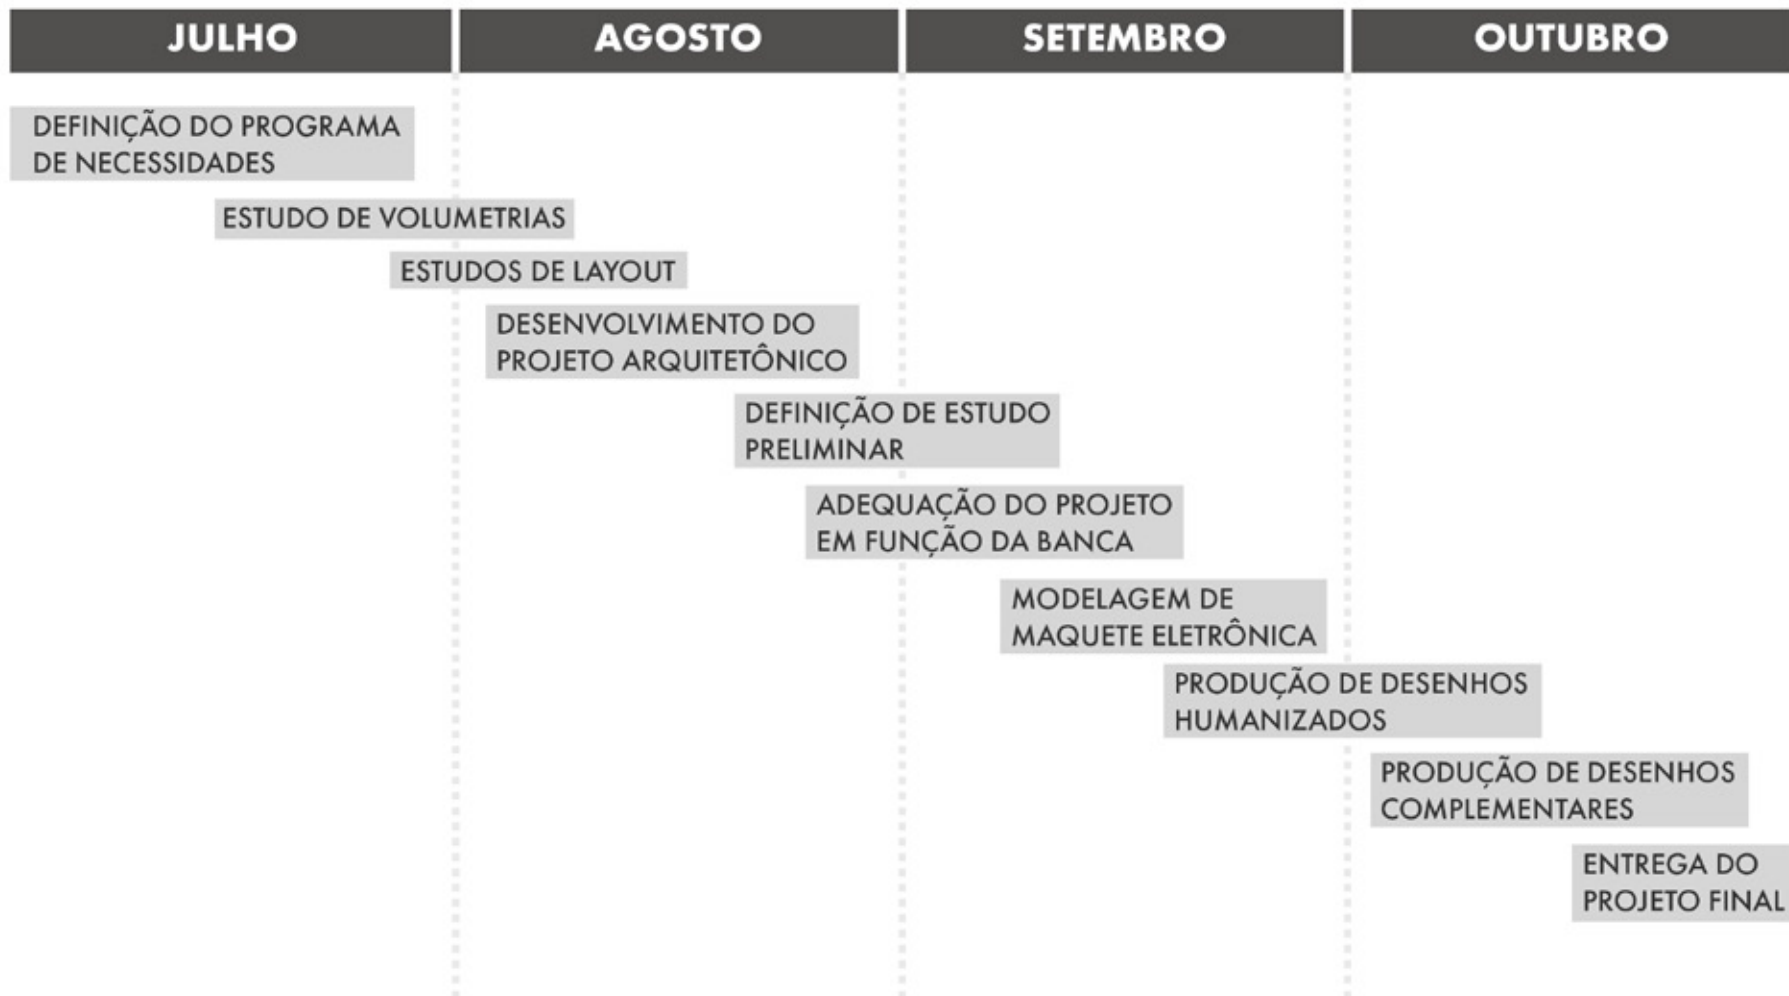 JULHO AGOSTO SETEMBRO OUTUBRO
DEFINIÇÃO DO PROGRAMA
DE NECESSIDADES
ESTUDO DE VOLUMETRIAS
ESTUDOS DE LAYOUT
DESENVOLVIMENTO DO
PROJETO ARQUITETÔNICO
DEFINIÇÃO DE ESTUDO
PRELIMINAR
ADEQUAÇÃO DO PROJETO
EM FUNÇÃO DA BANCA
MODELAGEM DE
MAQUETE ELETRÔNICA
PRODUÇÃO DE DESENHOS
HUMANIZADOS
PRODUÇÃO DE DESENHOS
COMPLEMENTARES
ENTREGA DO
PROJETO FINAL